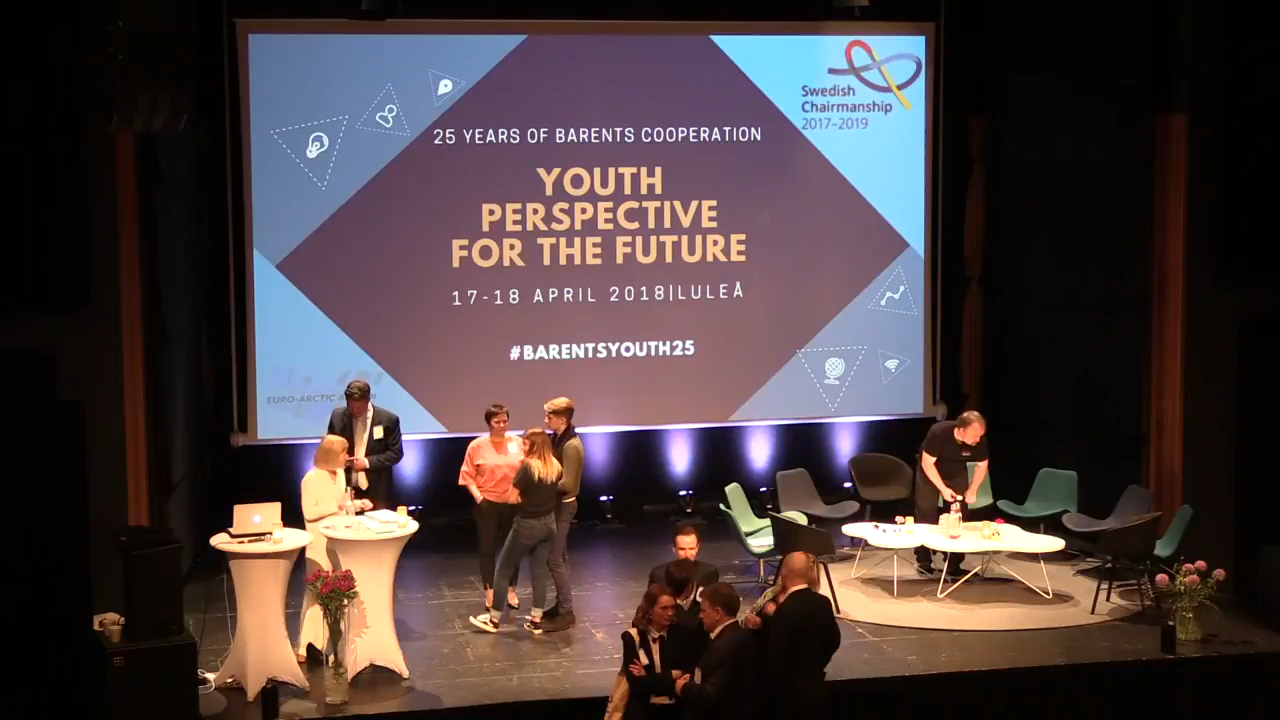 Swedish
Chairmanship
2017–2019
25 YEARS OF BARENTS COOPERATION
YOUTH
PERSPECTIVE
FOR THE FUTURE
17-18 APRIL 2018|LULEÅ
#BARENTSYOUTH25
EURO-ARCTIC